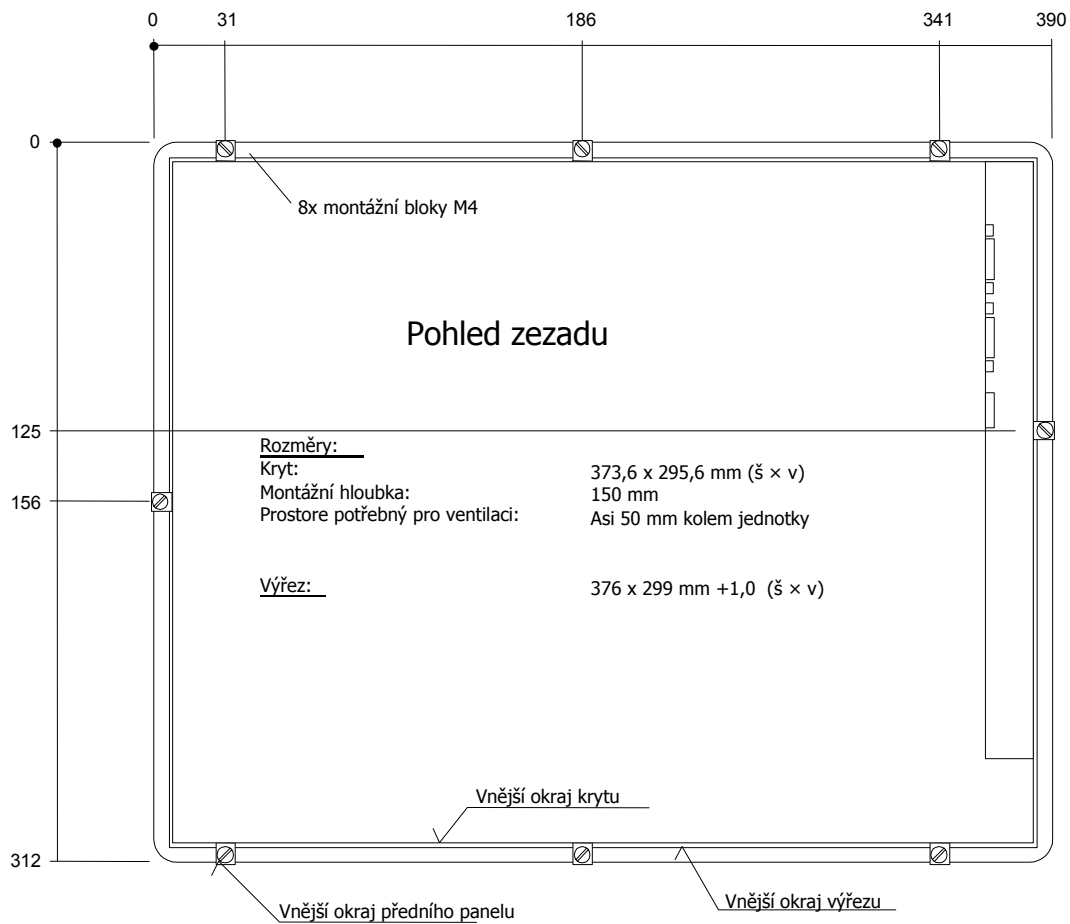 0 31 186 341 390
0
8x montážní bloky M4
Pohled zezadu
125
Rozměry:
Kryt: 373,6 x 295,6 mm (š × v)
Montážní hloubka: 150 mm
156
Prostore potřebný pro ventilaci: Asi 50 mm kolem jednotky
Výřez: 376 x 299 mm +1,0 (š × v)
Vnější okraj krytu
312
Vnější okraj výřezu
Vnější okraj předního panelu